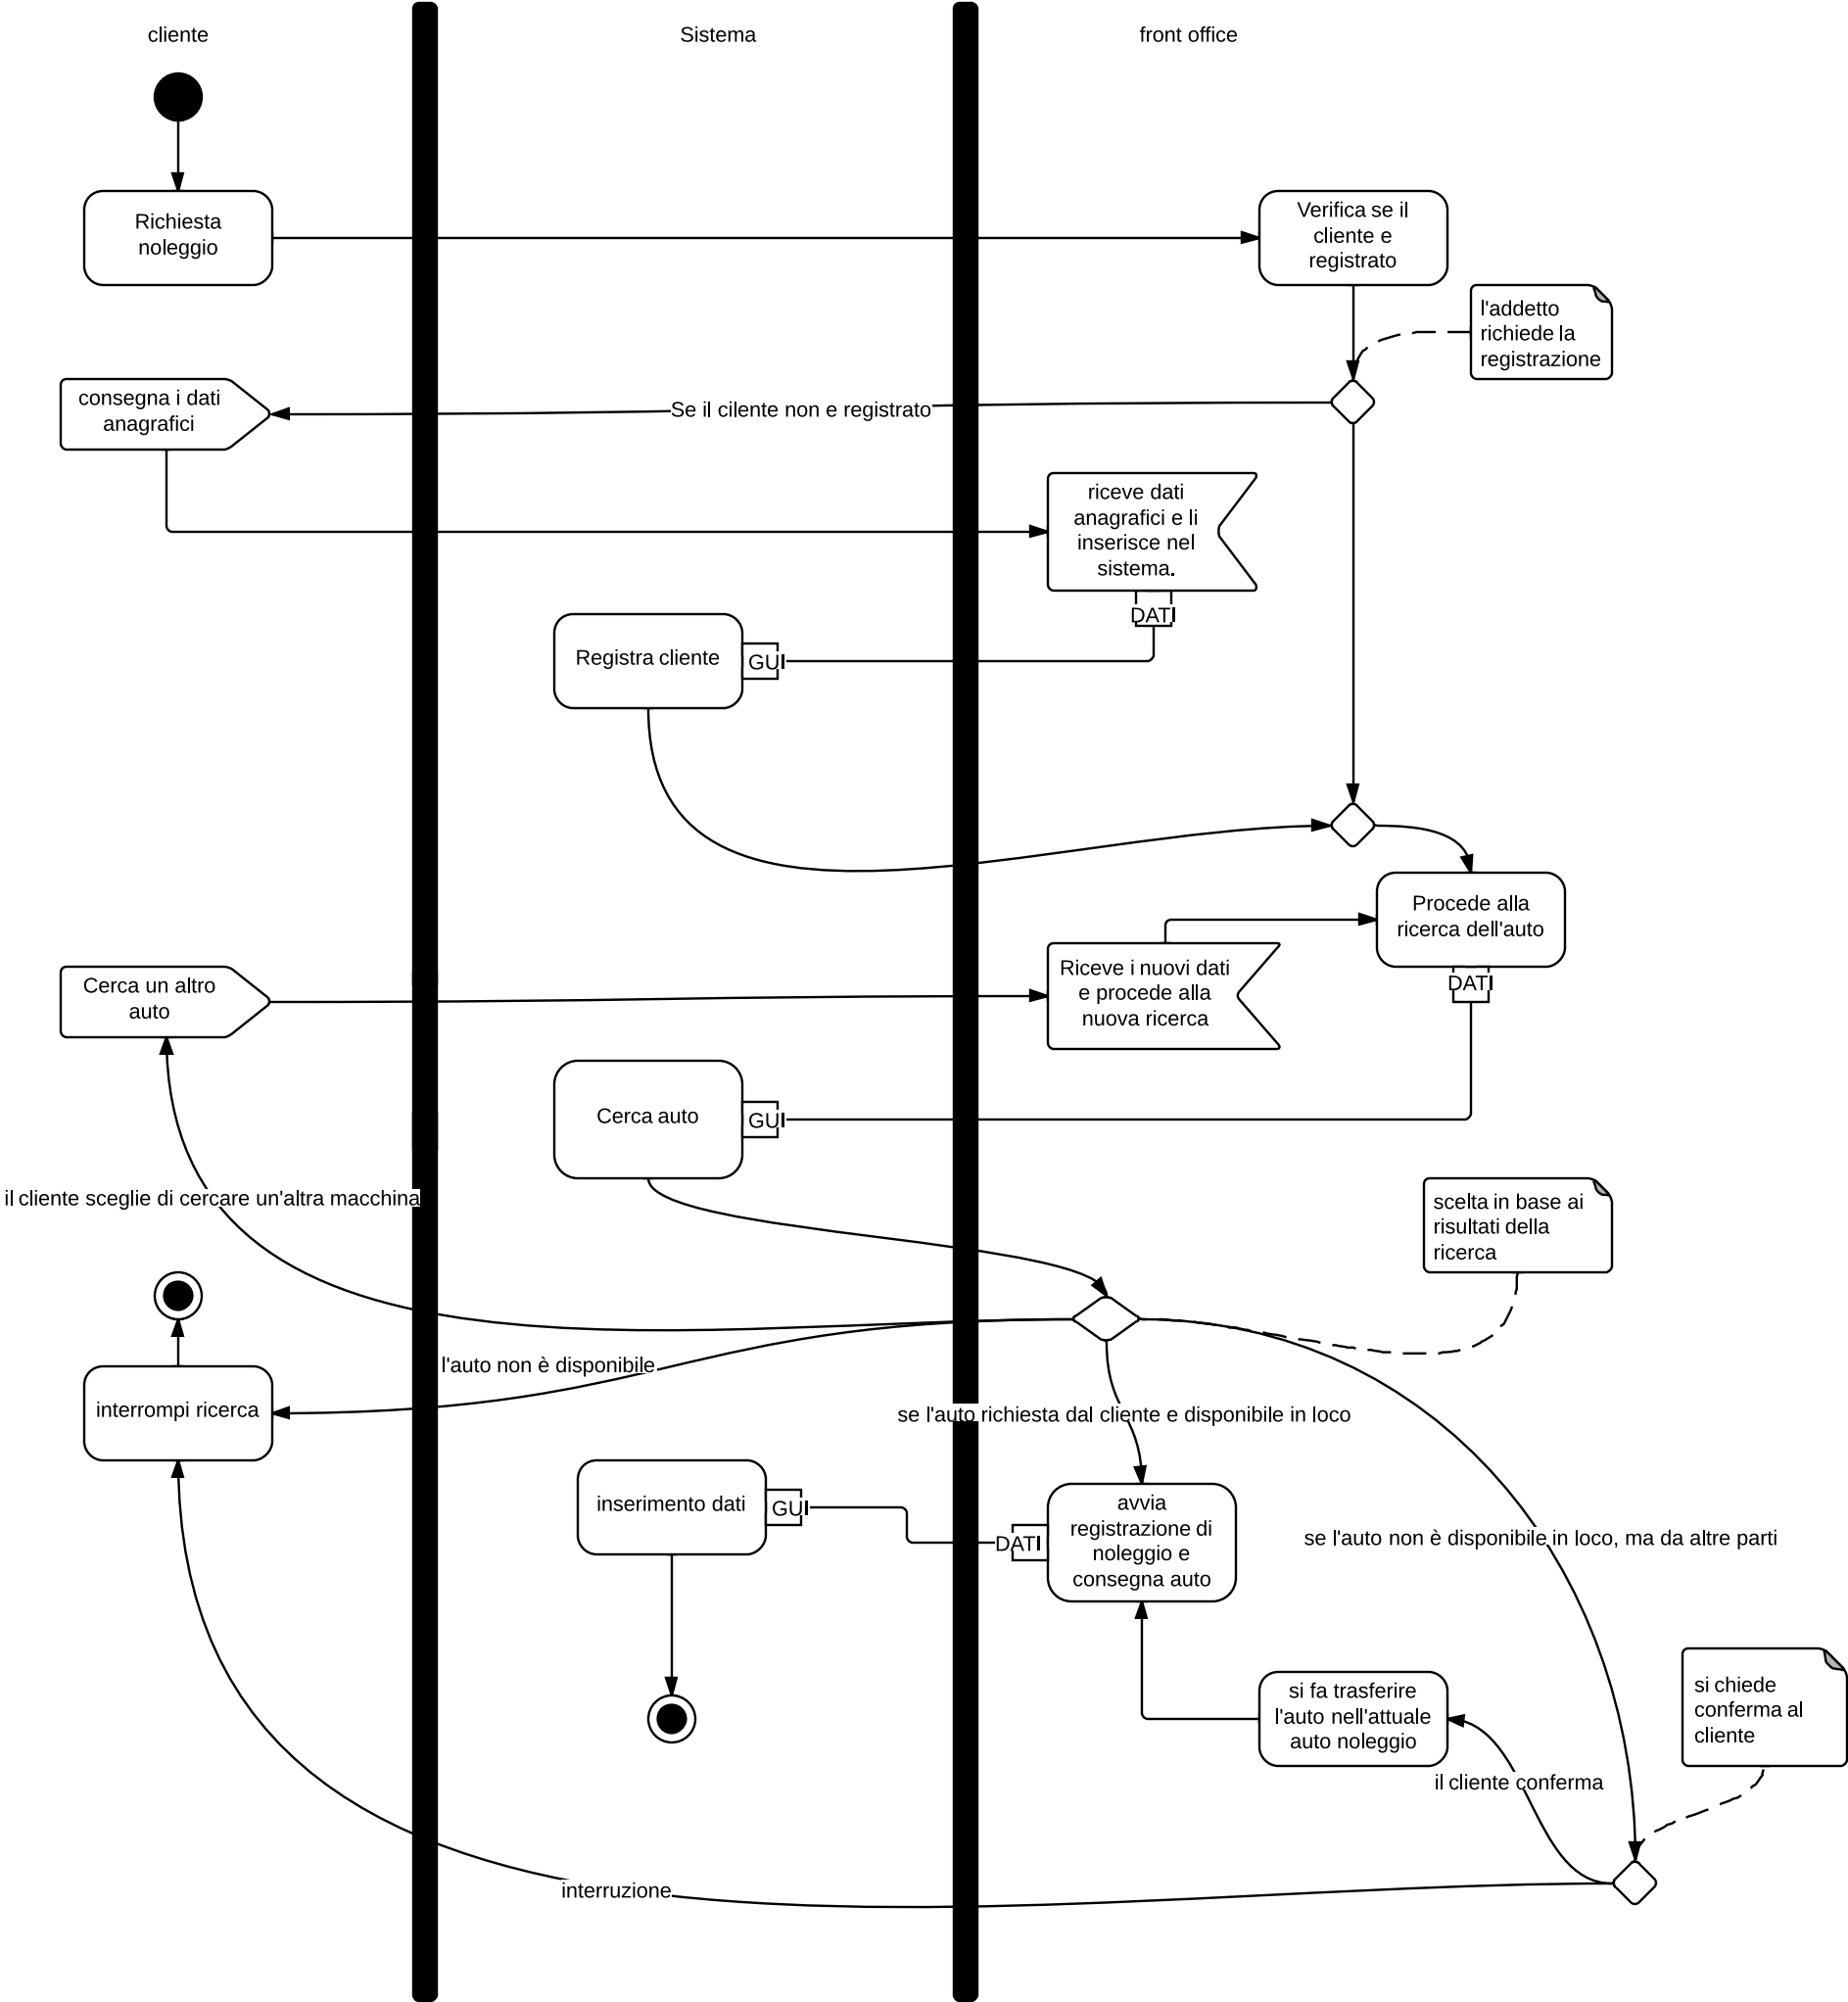 cliente
Sistema
front office
Richiesta
noleggio
Verifica se il
cliente e
registrato
l'addetto
richiede la
registrazione
consegna i dati
anagrafici
Se il cilente non e registrato
riceve dati
anagrafici e li
inserisce nel
sistema.
DATI
Registra cliente
GUI
Procede alla
ricerca dell'auto
DATI
Cerca un altro
auto
Riceve i nuovi dati
e procede alla
nuova ricerca
Cerca auto
GUI
il cliente sceglie di cercare un'altra macchina
scelta in base ai
risultati della
ricerca
l'auto non è disponibile
interrompi ricerca
se l'auto richiesta dal cliente e disponibile in loco
inserimento dati
GUI
DATI
avvia
registrazione di
noleggio e
consegna auto
se l'auto non è disponibile in loco, ma da altre parti
si fa trasferire
l'auto nell'attuale
auto noleggio
si chiede
conferma al
cliente
il cliente conferma
interruzione